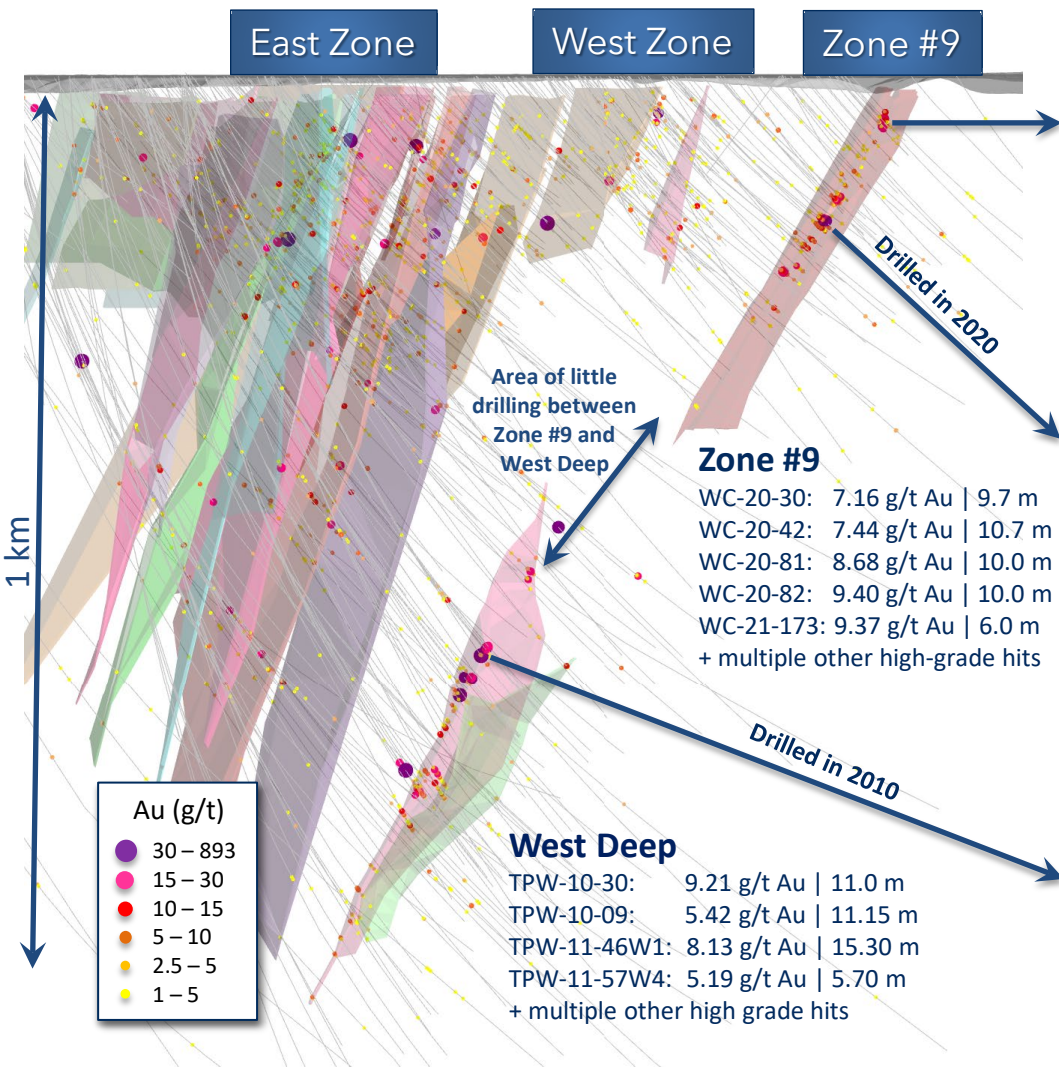 East Zone
West Zone
Zone #9
Drilled in 2020
Area of little
drilling between
Zone #9 and
West Deep
1 km
Zone #9
WC-20-30: 7.16 g/t Au | 9.7 m
WC-20-42: 7.44 g/t Au | 10.7 m
WC-20-81: 8.68 g/t Au | 10.0 m
WC-20-82: 9.40 g/t Au | 10.0 m
WC-21-173: 9.37 g/t Au | 6.0 m
+ multiple other high-grade hits
Drilled in 2010
Au (g/t)
30 – 893
15 – 30
10 – 15
5 – 10
2.5 – 5
1 – 5
West Deep
TPW-10-30: 9.21 g/t Au | 11.0 m
TPW-10-09: 5.42 g/t Au | 11.15 m
TPW-11-46W1: 8.13 g/t Au | 15.30 m
TPW-11-57W4: 5.19 g/t Au | 5.70 m
+ multiple other high grade hits